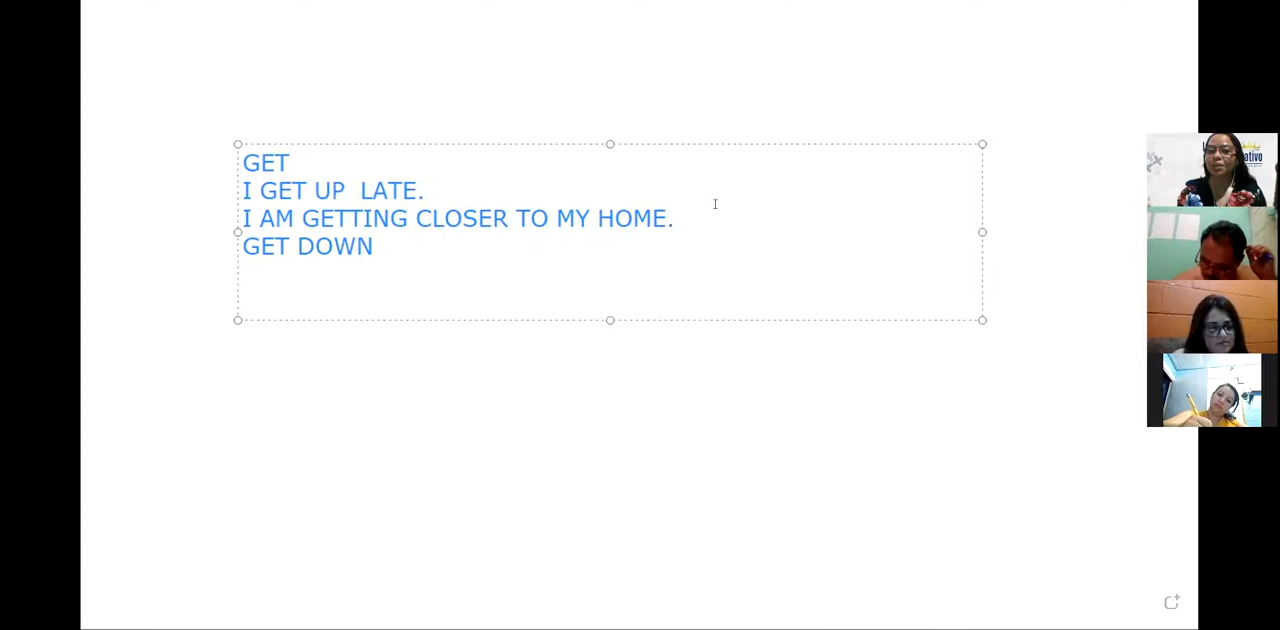 GET
I GET UP  LATE.
I AM GETTING CLOSER TO MY HOME.
GET DOWN